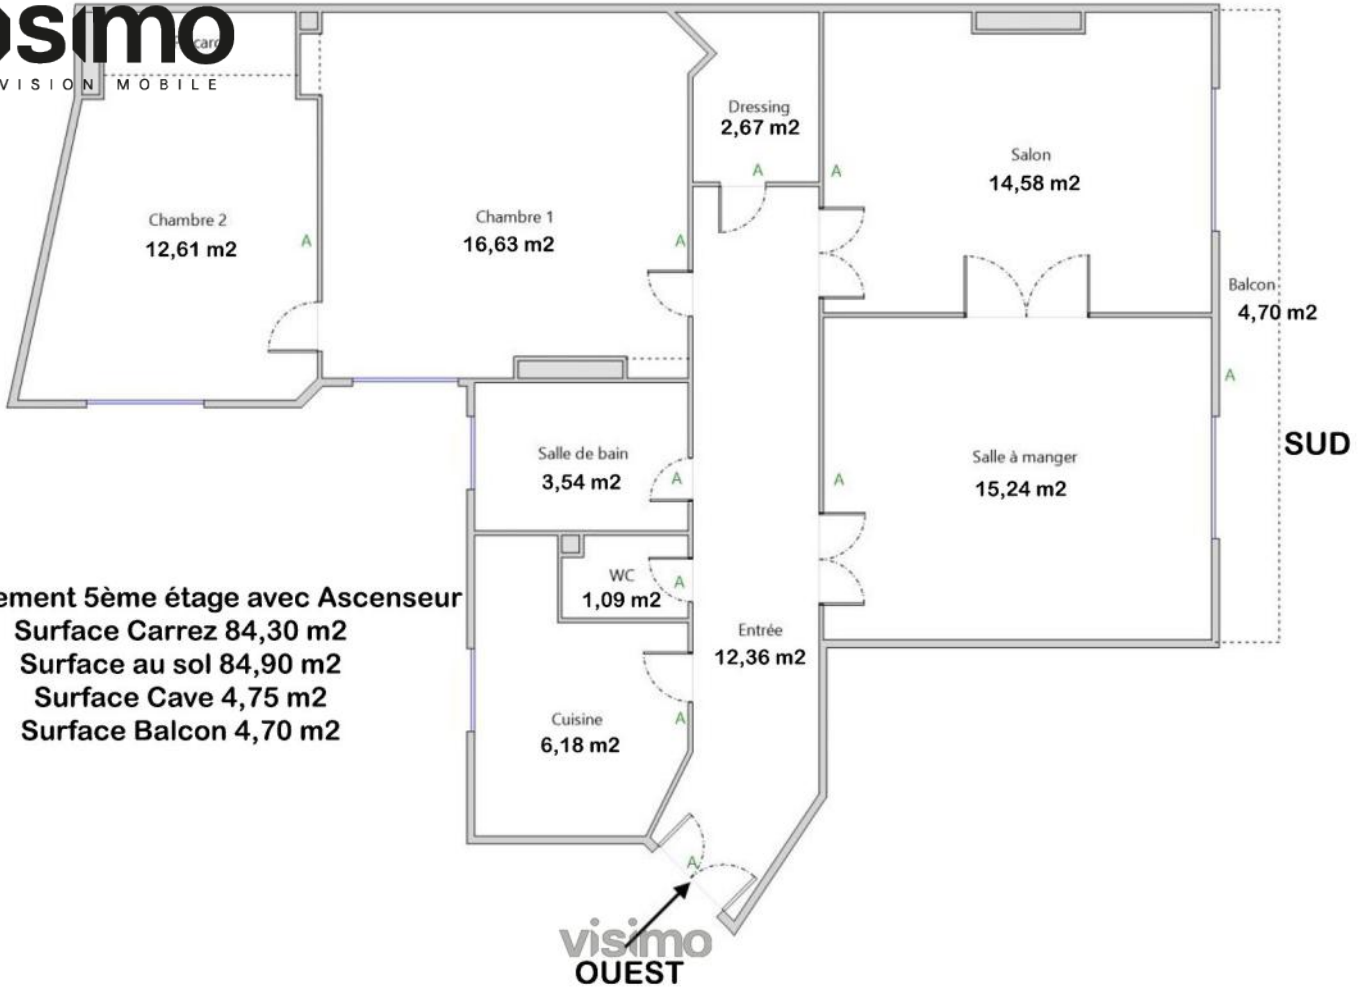 simo
VISION MOBILE
Dressing
2,67 m2
Salon
14,58 m2
Chambre 2
12,61 m2
Chambre 1
16,63 m2
A
A
A
A
Balcon
4,70 m2
A
SUD
Salle de bain
3,54 m2
A
Salle à manger
15,24 m2
A
WC
1,09 m2
A
Entrée
12,36 m2
Cuisine
6,18 m2
A
ement 5ème étage avec Ascenseur
Surface Carrez 84,30 m2
Surface au sol 84,90 m2
Surface Cave 4,75 m2
Surface Balcon 4,70 m2
A
visimo
OUEST